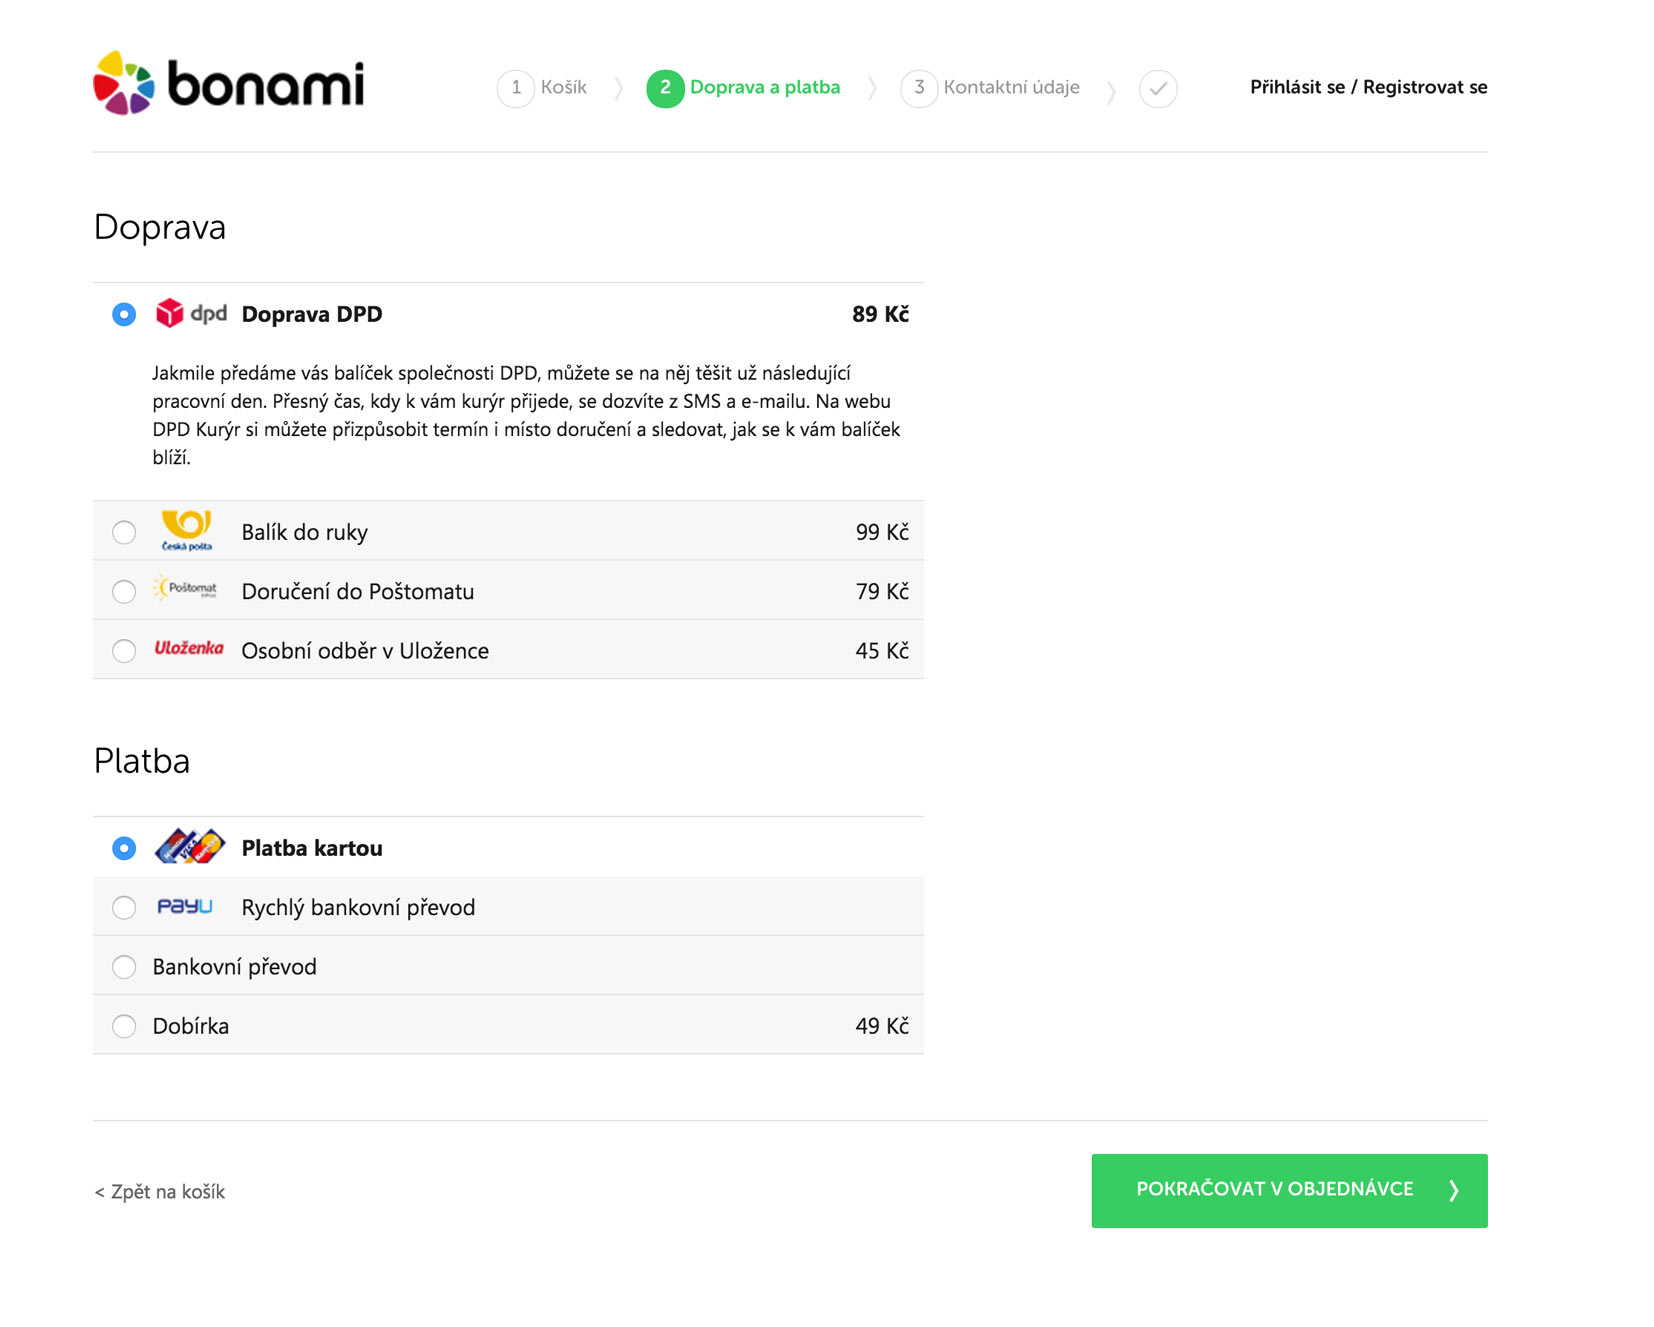 bonami
1 Košík
2 Doprava a platba
3 Kontaktní údaje
Přihlásit se / Registrovat se
Doprava
dpd Doprava DPD 89 Kč
Jakmile předáme vás balíček společnosti DPD, můžete se na něj těšit už následující
pracovní den. Přesný čas, kdy k vám kurýr přijede, se dozvíte z SMS a e-mailu. Na webu
DPD Kurýr si můžete přizpůsobit termín i místo doručení a sledovat, jak se k vám balíček
blíží.
Česká pošta Balík do ruky 99 Kč
Poštomat Doručení do Poštomatu 79 Kč
Uloženka Osobní odběr v Uložence 45 Kč
Platba
VISA Platba kartou
PayU Rychlý bankovní převod
Bankovní převod
Dobírka 49 Kč
< Zpět na košík
POKRAČOVAT V OBJEDNÁVCE